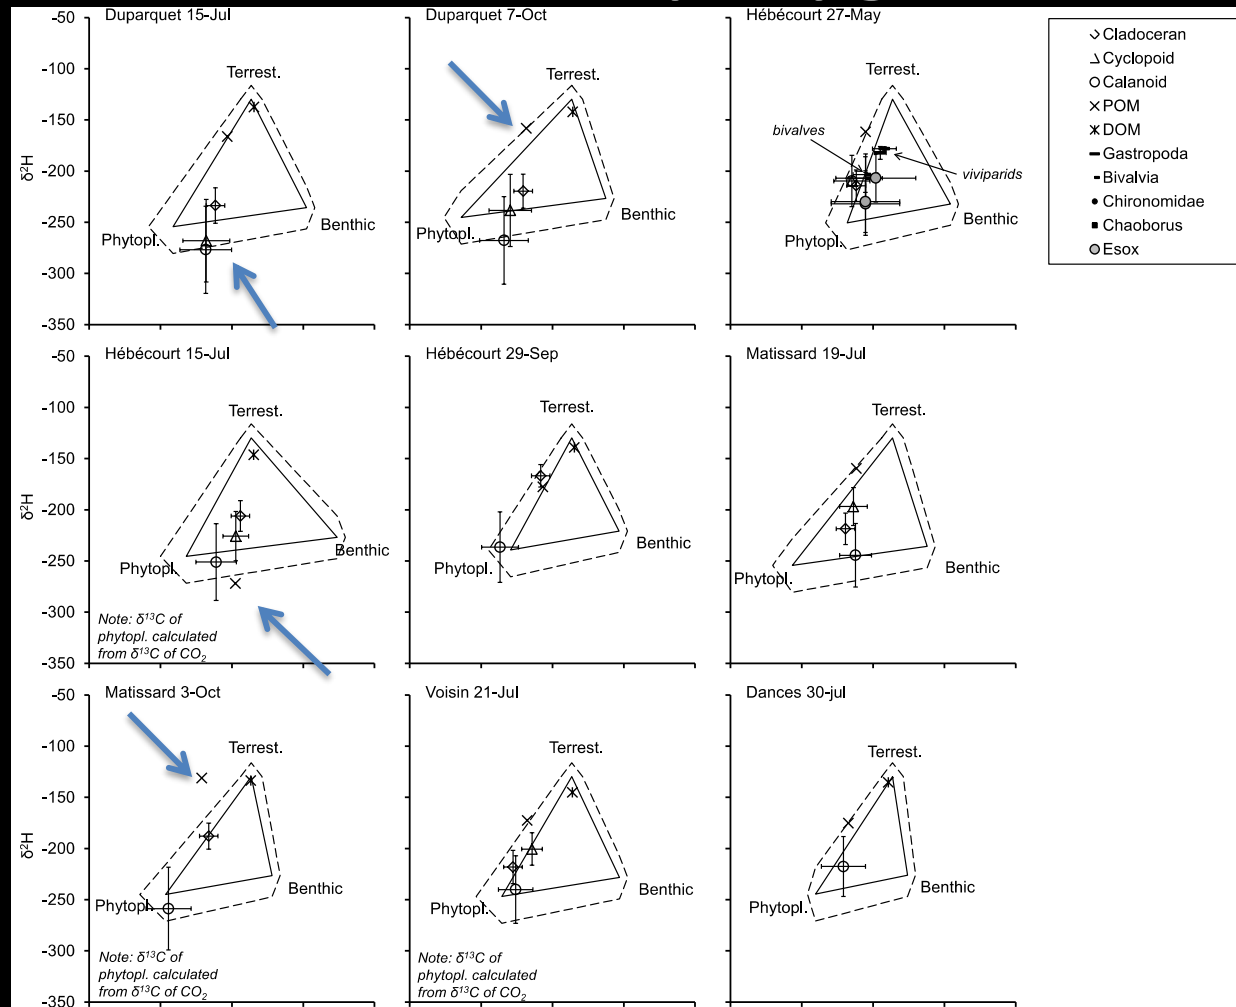 Duparquet 15-Jul
Duparquet 7-Oct
Hébécourt 27-May
-50
-100
-150
-200
-250
-300
-350
δ²H
Terrest.
Phytopl.
Benthic
Terrest.
Phytopl.
Benthic
Terrest.
bivalves
viviparids
Phytopl.
Benthic
Cladoceran
Cyclopoid
Calanoid
POM
DOM
Gastropoda
Bivalvia
Chironomidae
Chaoborus
Esox
Hébécourt 15-Jul
Hébécourt 29-Sep
Matissard 19-Jul
-50
-100
-150
-200
-250
-300
-350
δ²H
Terrest.
Phytopl.
Benthic
Note: δ¹³C of
phytopl. calculated
from δ¹³C of CO₂
Terrest.
Phytopl.
Benthic
Terrest.
Phytopl.
Benthic
Matissard 3-Oct
Voisin 21-Jul
Dances 30-jul
-50
-100
-150
-200
-250
-300
-350
δ²H
Terrest.
Phytopl.
Benthic
Note: δ¹³C of
phytopl. calculated
from δ¹³C of CO₂
Terrest.
Phytopl.
Benthic
Note: δ¹³C of
phytopl. calculated
from δ¹³C of CO₂
Terrest.
Phytopl.
Benthic